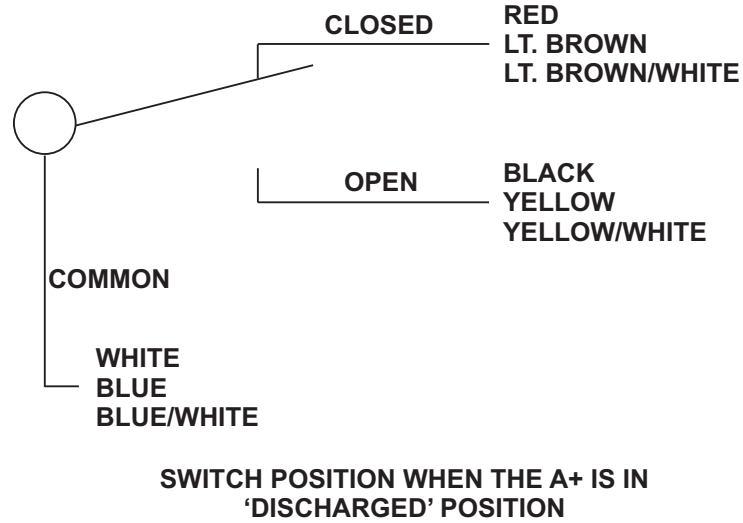 CLOSED
RED
LT. BROWN
LT. BROWN/WHITE
OPEN
BLACK
YELLOW
YELLOW/WHITE
COMMON
WHITE
BLUE
BLUE/WHITE
SWITCH POSITION WHEN THE A+ IS IN
‘DISCHARGED’ POSITION